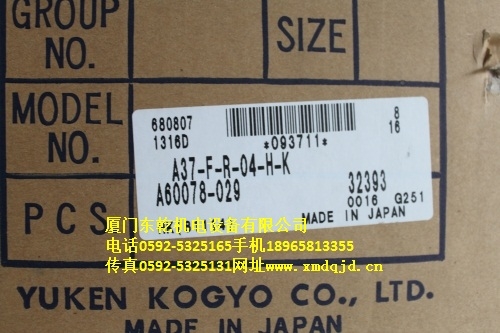 GROUP NO.
SIZE
MODEL NO.
680807
1316D
*093711*
8
16
A37-F-R-04-H-K
A60078-029
32393
0016 G251
MADE IN JAPAN
PCS
厦门东乾机电设备有限公司
电话0592-5325165手机18965813355
传真0592-5325131网址www.xmdqjd.cn
YUKEN KOGYO CO., LTD.
MADE IN JAPAN